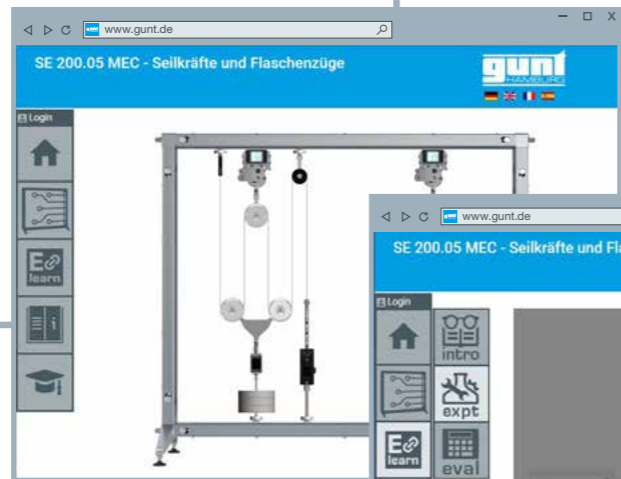 www.gunt.de
SE 200.05 MEC - Seilkräfte und Flaschenzüge
gunt
HAMBURG
Login
E
learn
i
www.gunt.de
SE 200.05 MEC - Seilkräfte und Fla
Login
intro
expt
E
learn
eval